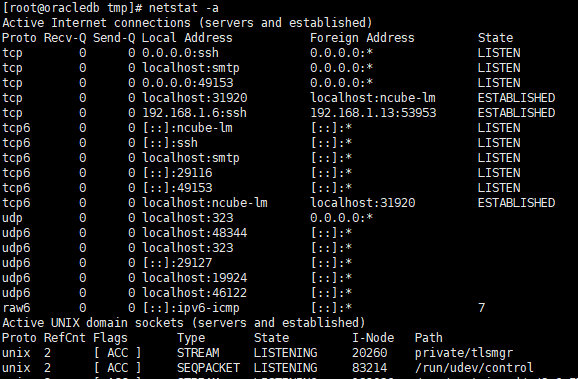 [root@oracledb tmp]# netstat -a
Active Internet connections (servers and established)
Proto Recv-Q Send-Q Local Address           Foreign Address         State
tcp        0      0 0.0.0.0:ssh             0.0.0.0:*               LISTEN
tcp        0      0 localhost:smtp          0.0.0.0:*               LISTEN
tcp        0      0 0.0.0.0:49153           0.0.0.0:*               LISTEN
tcp        0      0 localhost:31920         localhost:ncube-lm      ESTABLISHED
tcp        0      0 192.168.1.6:ssh         192.168.1.13:53953      ESTABLISHED
tcp6       0      0 [::]:ncube-lm           [::]:*                  LISTEN
tcp6       0      0 [::]:ssh                [::]:*                  LISTEN
tcp6       0      0 localhost:smtp          [::]:*                  LISTEN
tcp6       0      0 [::]:29116              [::]:*                  LISTEN
tcp6       0      0 [::]:49153              [::]:*                  LISTEN
tcp6       0      0 localhost:ncube-lm      localhost:31920         ESTABLISHED
udp        0      0 localhost:323           0.0.0.0:*
udp6       0      0 localhost:48344         [::]:*
udp6       0      0 localhost:323           [::]:*
udp6       0      0 [::]:29127              [::]:*
udp6       0      0 localhost:19924         [::]:*
udp6       0      0 localhost:46122         [::]:*
raw6       0      0 [::]:ipv6-icmp          [::]:*                  7
Active UNIX domain sockets (servers and established)
Proto RefCnt Flags       Type       State         I-Node   Path
unix  2      [ ACC ]     STREAM     LISTENING     20260    private/tlsmgr
unix  2      [ ACC ]     SEQPACKET  LISTENING     83214    /run/udev/control